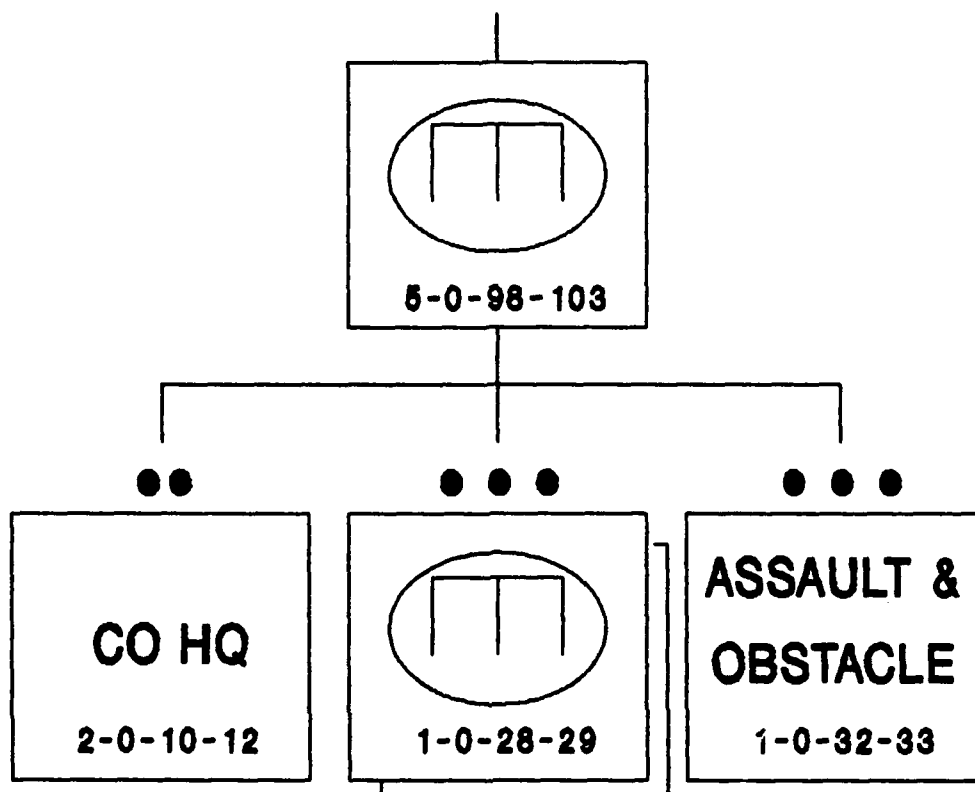 5-0-98-103
CO HQ
2-0-10-12
1-0-28-29
ASSAULT &
OBSTACLE
1-0-32-33